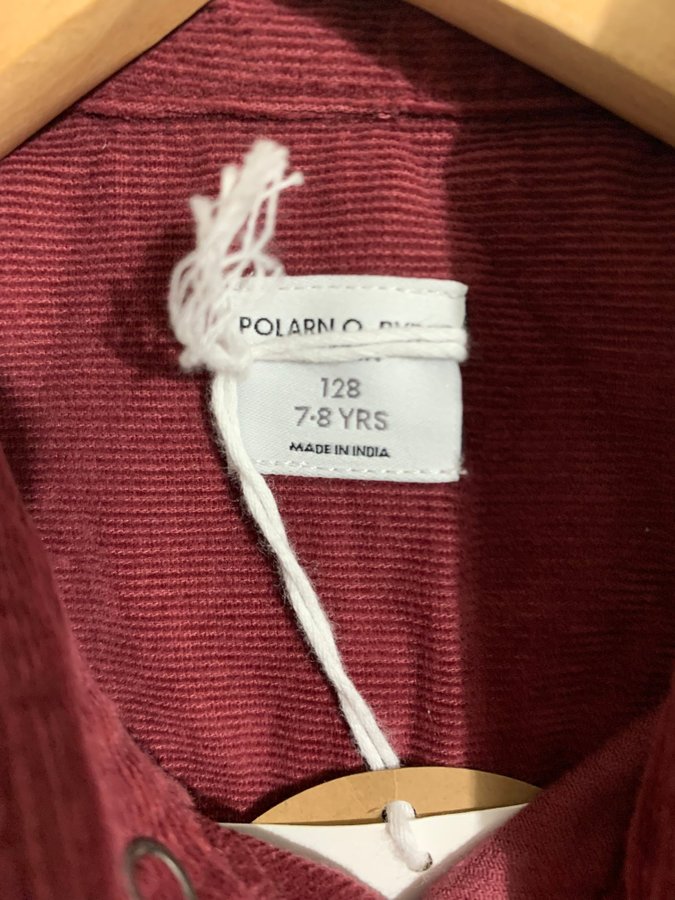 POLARN O.
128
7-8 YRS
MADE IN INDIA